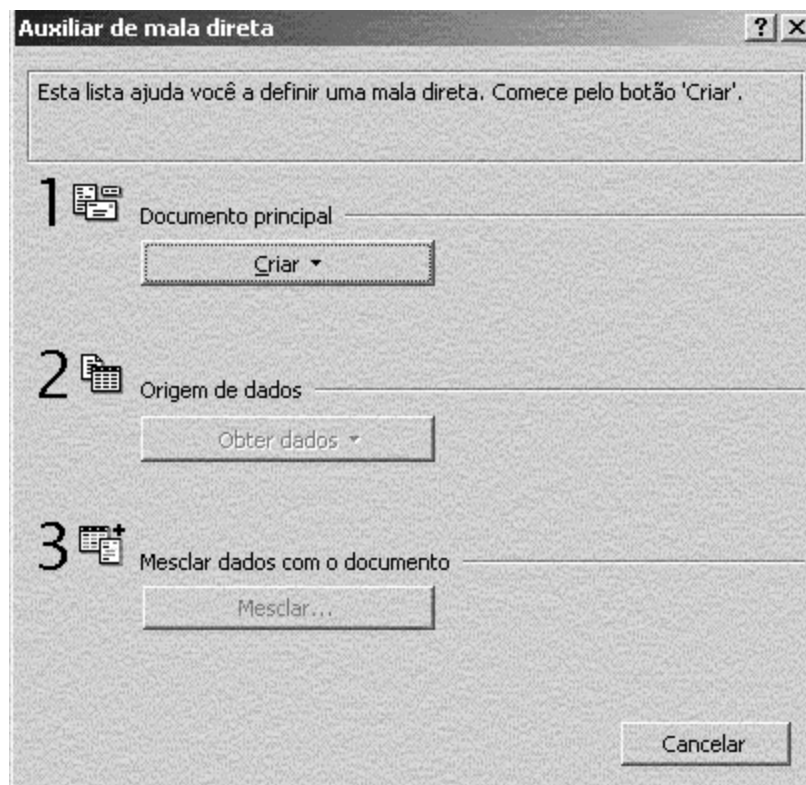 Auxiliar de mala direta
Esta lista ajuda você a definir uma mala direta. Comece pelo botão 'Criar'.
1
Documento principal
Criar
2
Origem de dados
Obter dados
3
Mesclar dados com o documento
Mesclar...
Cancelar